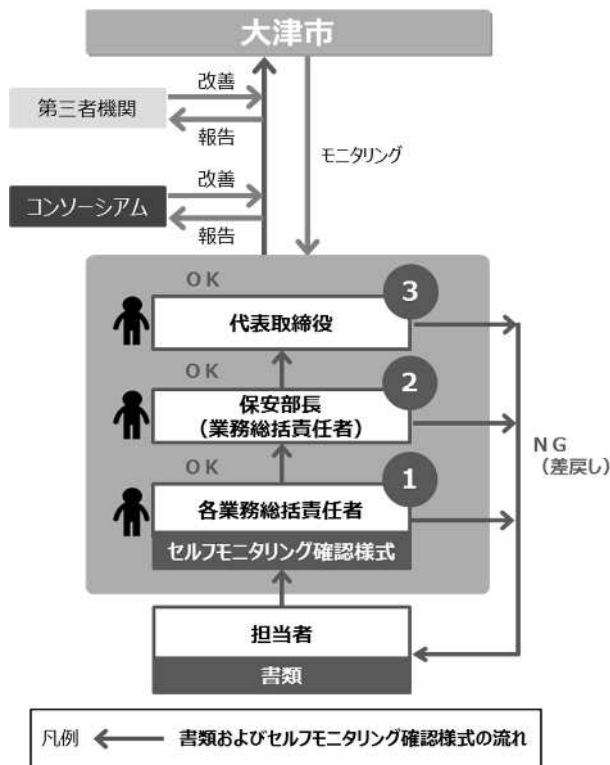 大津市
改善
第三者機関
報告
モニタリング
改善
コンソーシアム
報告
OK
3
代表取締役
OK
2
保安部長
（業務総括責任者）
NG
（差戻し）
OK
1
各業務総括責任者
セルフモニタリング確認様式
担当者
書類
凡例
書類およびセルフモニタリング確認様式の流れ